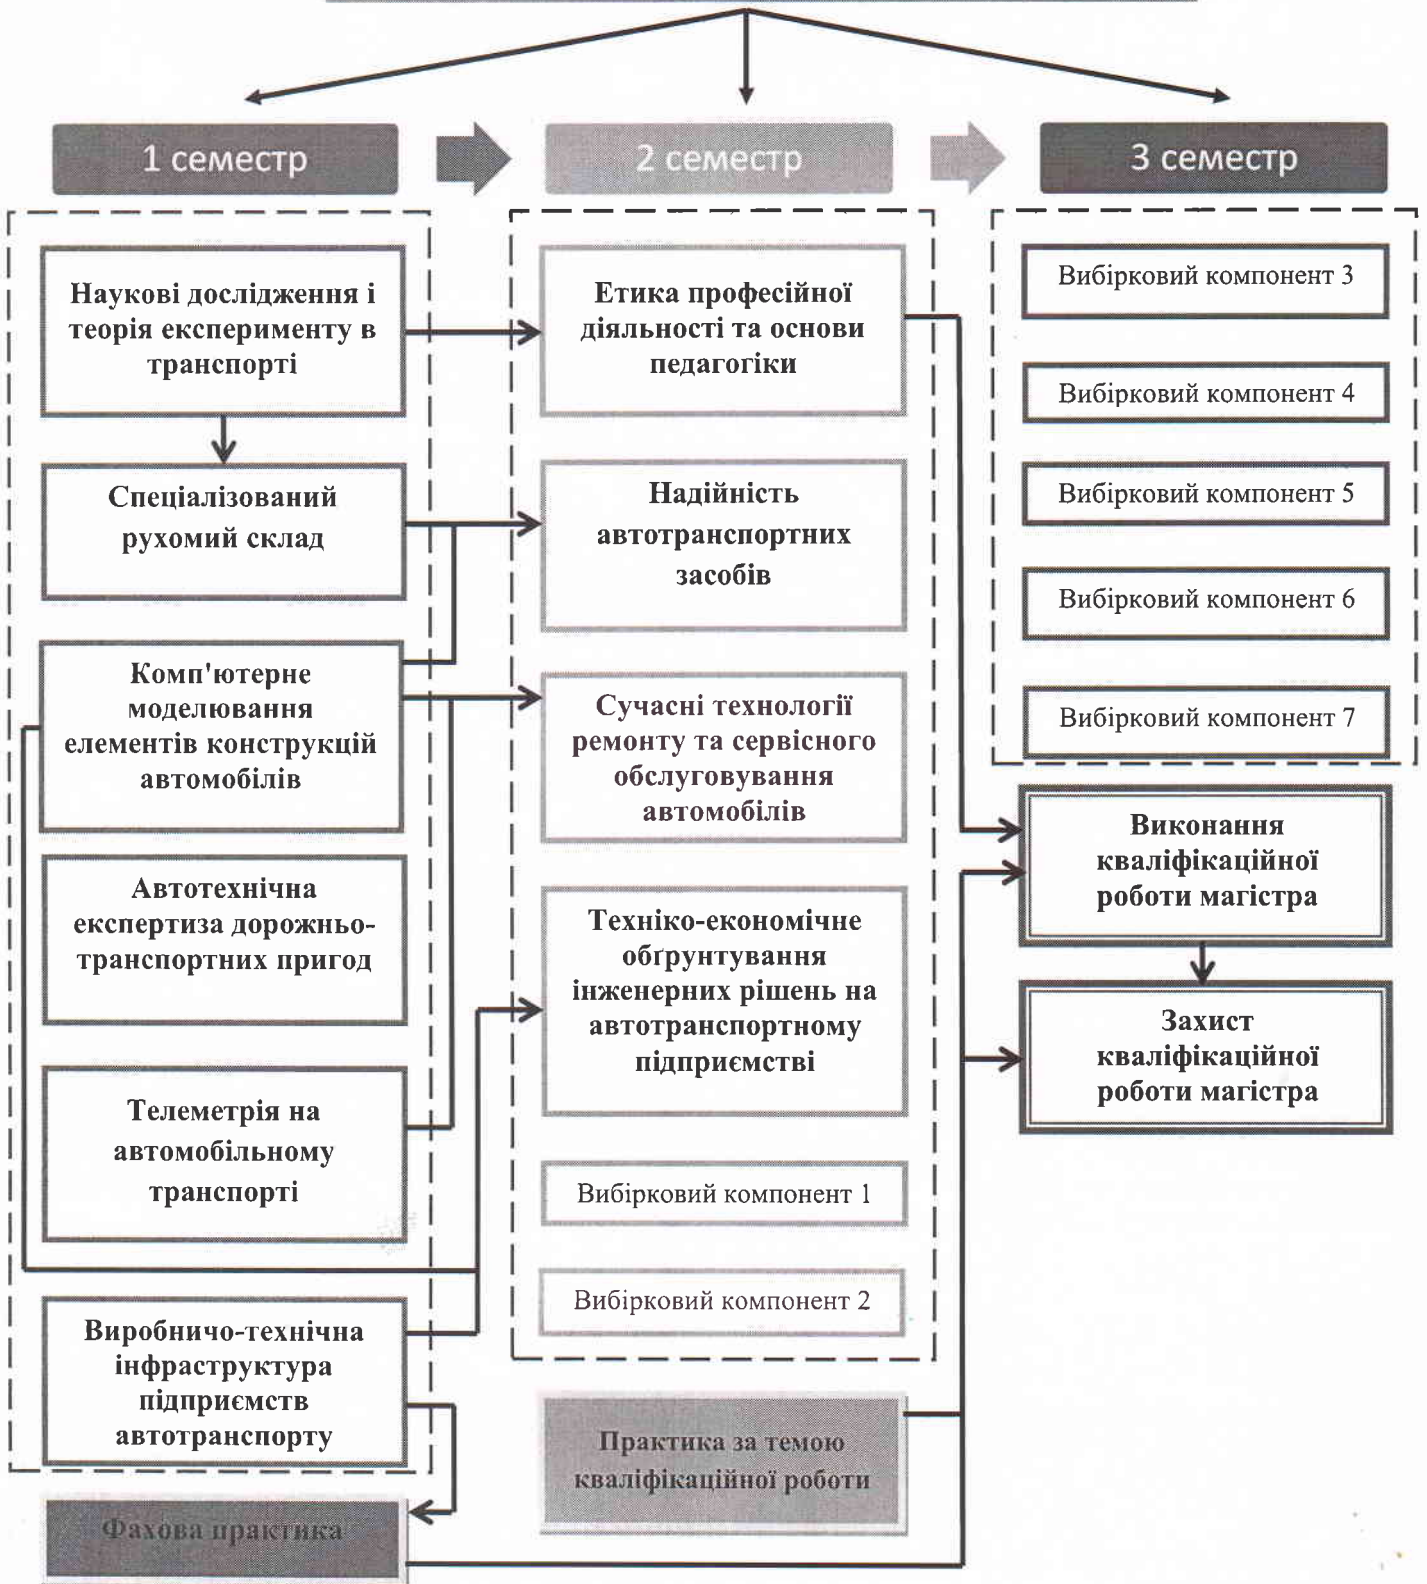 1 семестр
2 семестр
3 семестр
Наукові дослідження і
теорія експерименту в
транспорті
Спеціалізований
рухомий склад
Комп'ютерне
моделювання
елементів конструкцій
автомобілів
Автотехнічна
експертиза дорожньо-
транспортних пригод
Телеметрія на
автомобільному
транспорті
Виробничо-технічна
інфраструктура
підприємств
автотранспорту
Фахова практика
Етика професійної
діяльності та основи
педагогіки
Надійність
автотранспортних
засобів
Сучасні технології
ремонту та сервісного
обслуговування
автомобілів
Техніко-економічне
обґрунтування
інженерних рішень на
автотранспортному
підприємстві
Вибірковий компонент 1
Вибірковий компонент 2
Практика за темою
кваліфікаційної роботи
Вибірковий компонент 3
Вибірковий компонент 4
Вибірковий компонент 5
Вибірковий компонент 6
Вибірковий компонент 7
Виконання
кваліфікаційної
роботи магістра
Захист
кваліфікаційної
роботи магістра